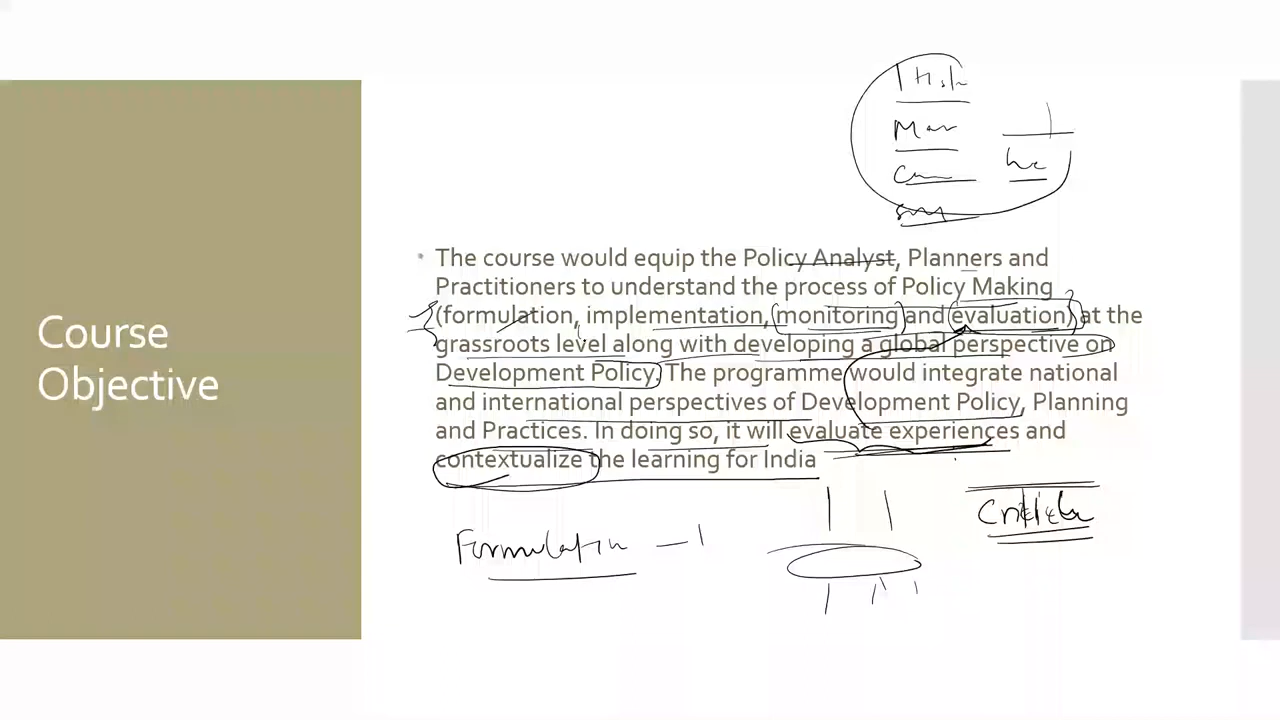 Course
Objective
• The course would equip the Policy Analyst, Planners and
Practitioners to understand the process of Policy Making
(formulation, implementation, monitoring and evaluation) at the
grassroots level along with developing a global perspective on
Development Policy. The programme would integrate national
and international perspectives of Development Policy, Planning
and Practices. In doing so, it will evaluate experiences and
contextualize the learning for India
Formulation - 1